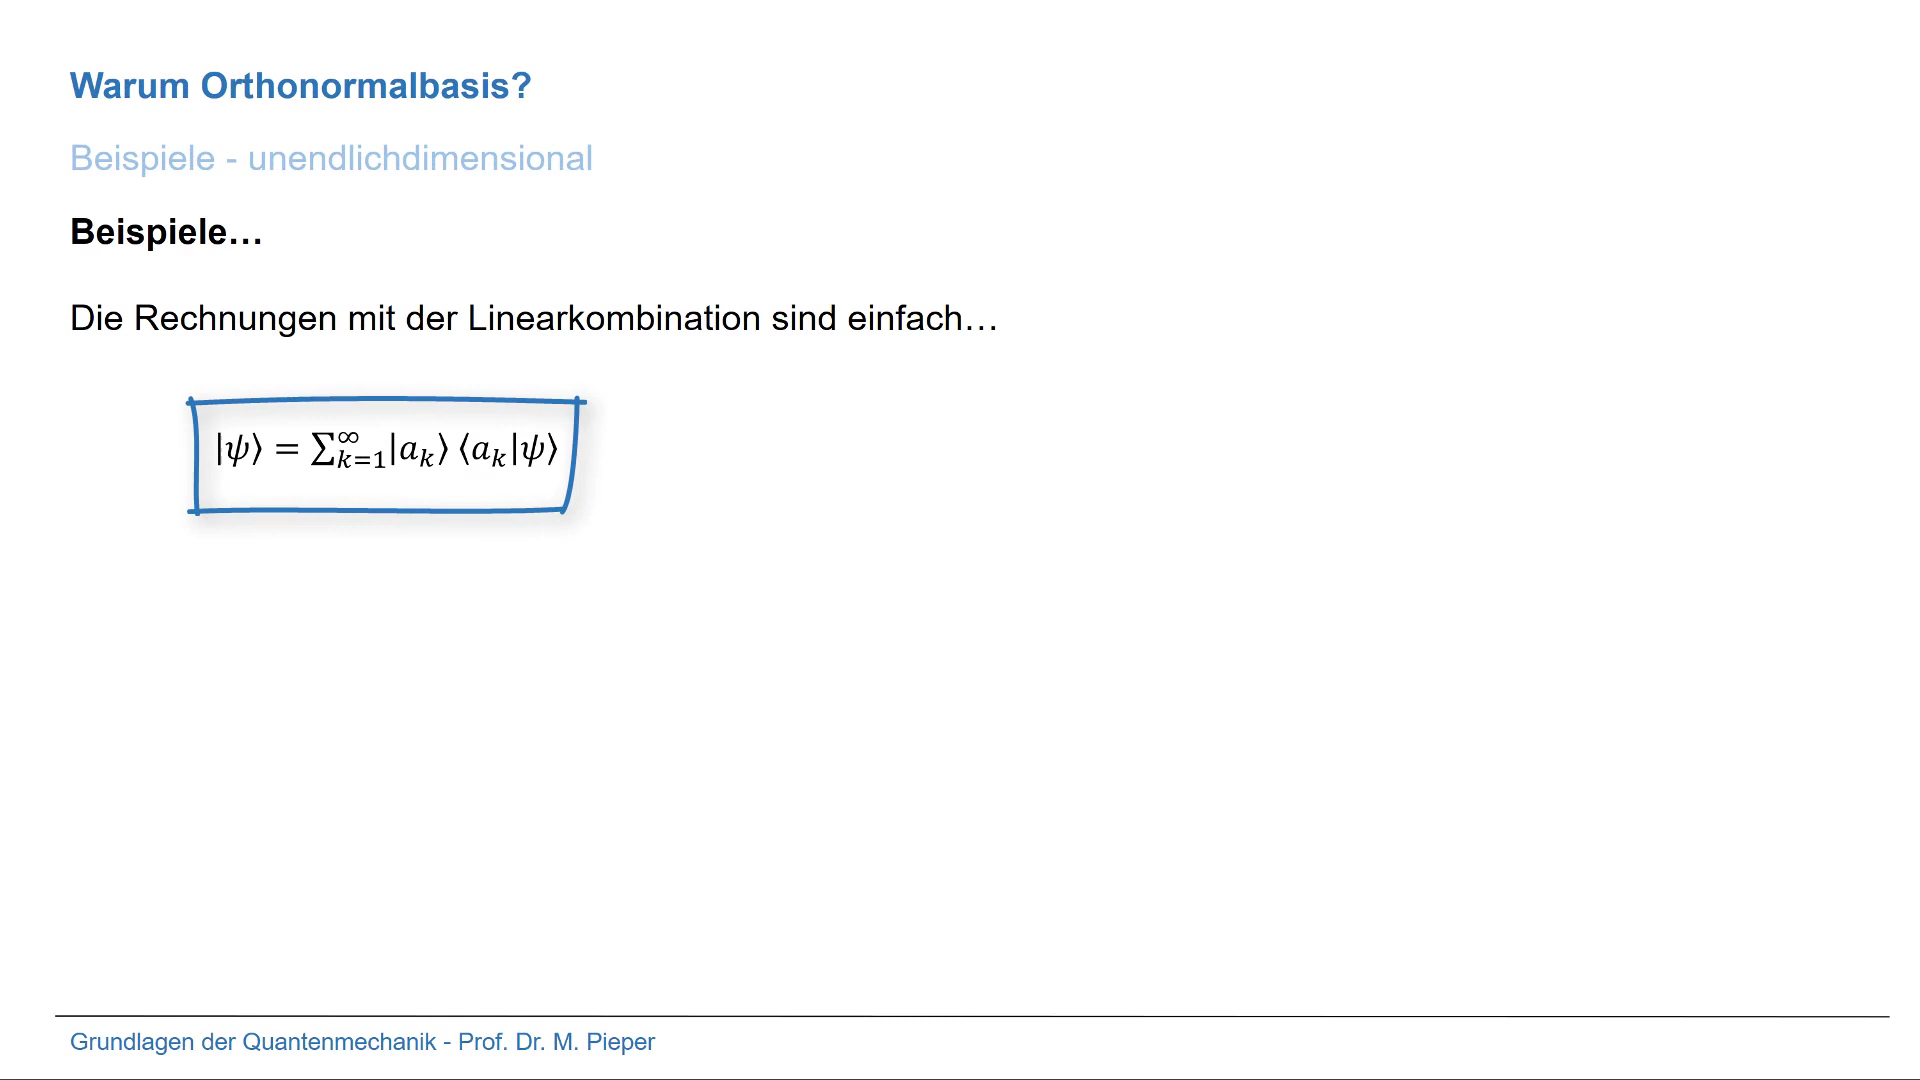 Warum Orthonormalbasis?
Beispiele - unendlichdimensional
Beispiele…
Die Rechnungen mit der Linearkombination sind einfach…
|ψ⟩ = ∑_{k=1}^{∞}|a_k⟩ ⟨a_k|ψ⟩
Grundlagen der Quantenmechanik - Prof. Dr. M. Pieper